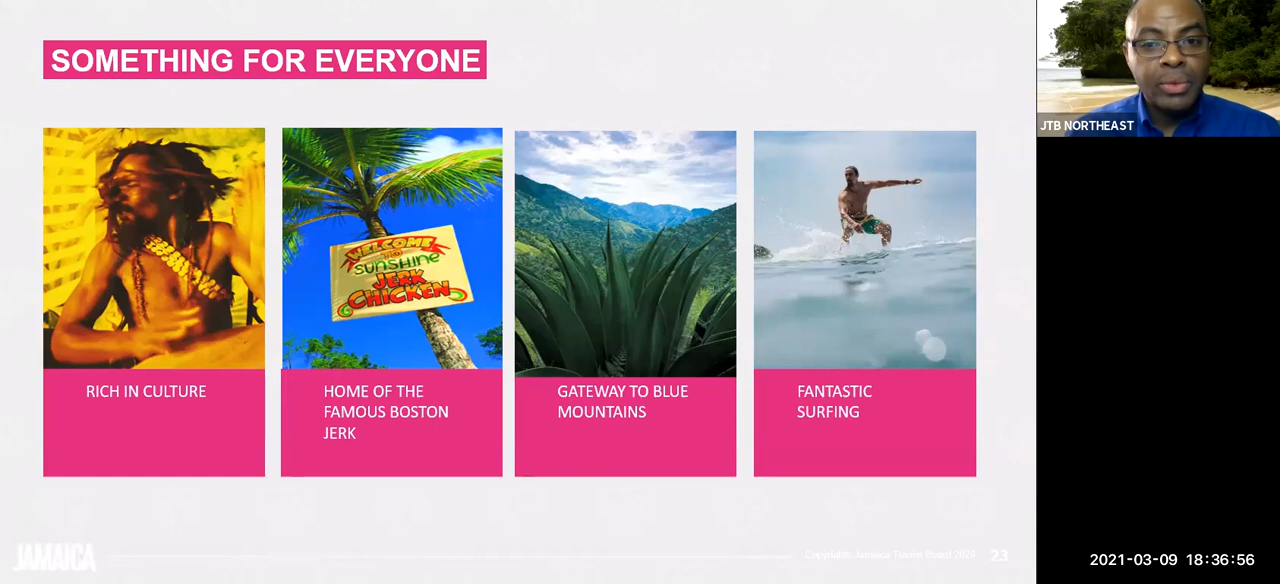 SOMETHING FOR EVERYONE
WELCOME
TO
SUNSHINE
JERK
CHICKEN
RICH IN CULTURE
HOME OF THE
FAMOUS BOSTON
JERK
GATEWAY TO BLUE
MOUNTAINS
FANTASTIC
SURFING
JAMAICA
Copyrights Jamaica Tourist Board 2020
23
JTB NORTHEAST
2021-03-09 18:36:56